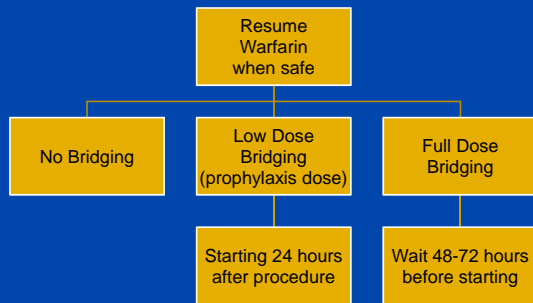 Resume
Warfarin
when safe
No Bridging
Low Dose
Bridging
(prophylaxis dose)
Full Dose
Bridging
Starting 24 hours
after procedure
Wait 48-72 hours
before starting